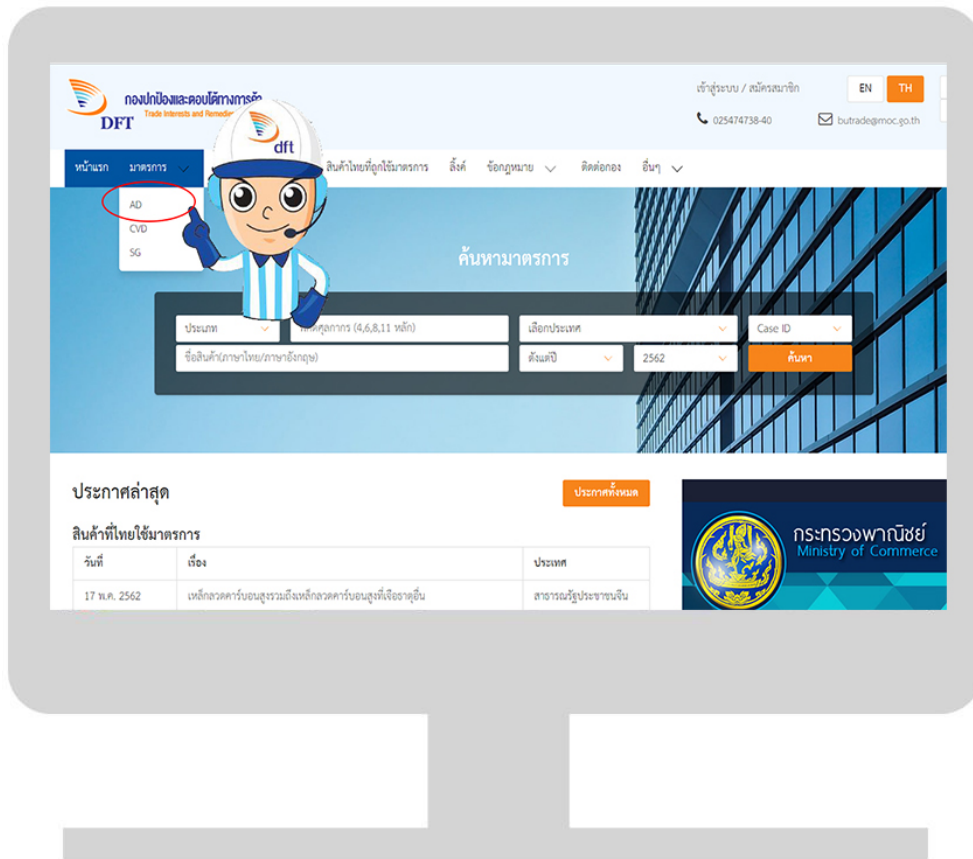 เข้าสู่ระบบ / สมัครสมาชิก
EN TH
กองปกป้องและตอบโต้ทางการค้า
Trade Interests and
DFT
025474738-40
butrade@moc.go.th
dft
หน้าแรก มาตรการ สินค้าไทยที่ถูกใช้มาตรการ ลิ้งค์ ข้อกฎหมาย ติดต่อกอง อื่นๆ
AD
CVD
SG
ค้นหามาตรการ
ประเภท (4,6,8,11 หลัก) เลือกประเทศ Case ID
ชื่อสินค้า(ภาษาไทย/ภาษาอังกฤษ) ตั้งแต่ปี 2562 ค้นหา
ประกาศล่าสุด
ประกาศทั้งหมด
สินค้าที่ไทยใช้มาตรการ
วันที่ เรื่อง ประเทศ
17 พ.ค. 2562 เหล็กลวดคาร์บอนสูงรวมถึงเหล็กลวดคาร์บอนสูงที่เจือธาตุอื่น สาธารณรัฐประชาชนจีน
กระทรวงพาณิชย์
Ministry of Commerce